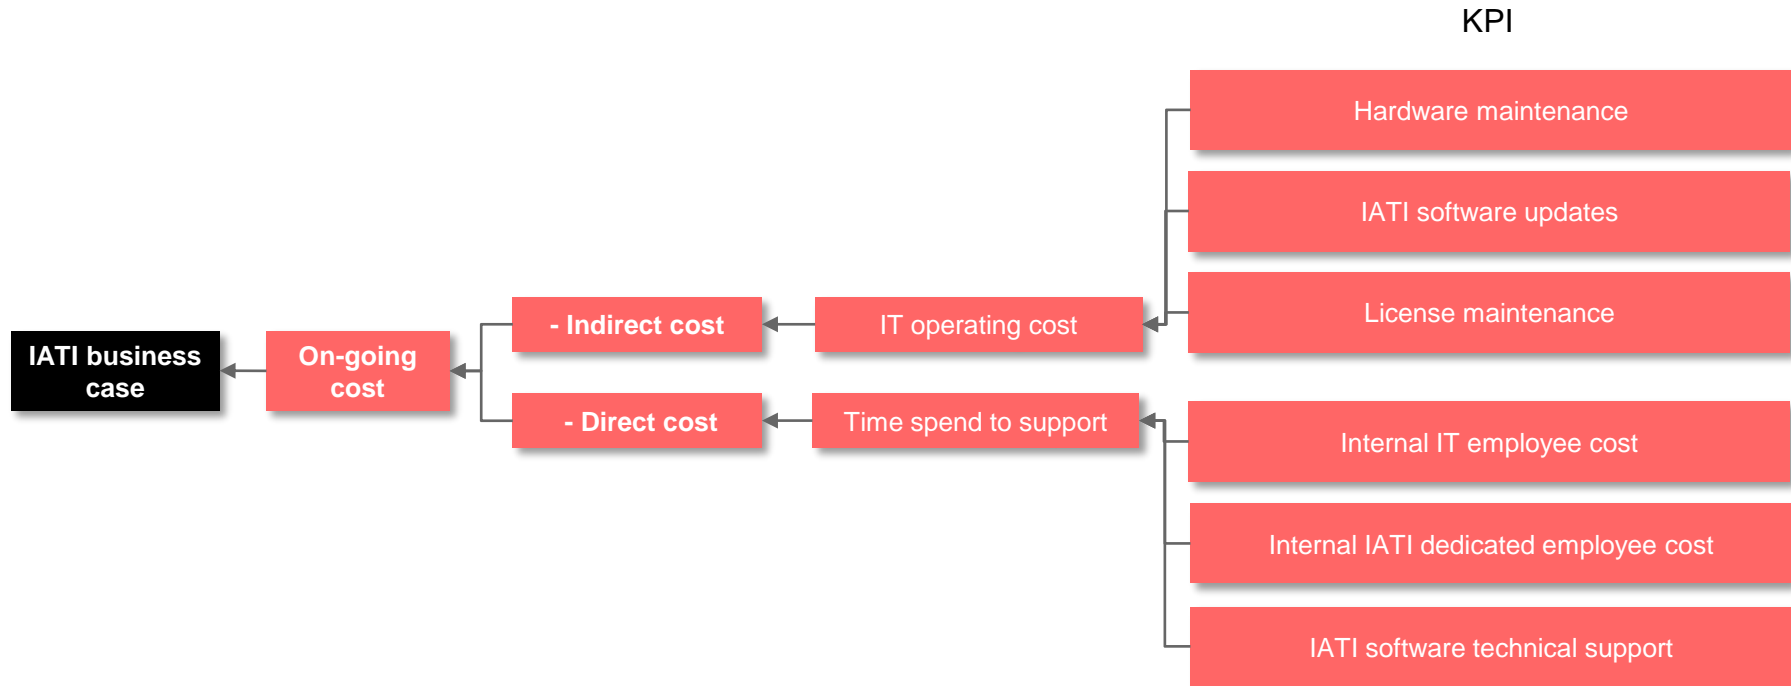 KPI
Hardware maintenance
IATI software updates
License maintenance
- Indirect cost
IT operating cost
IATI business
case
On-going
cost
- Direct cost
Time spend to support
Internal IT employee cost
Internal IATI dedicated employee cost
IATI software technical support